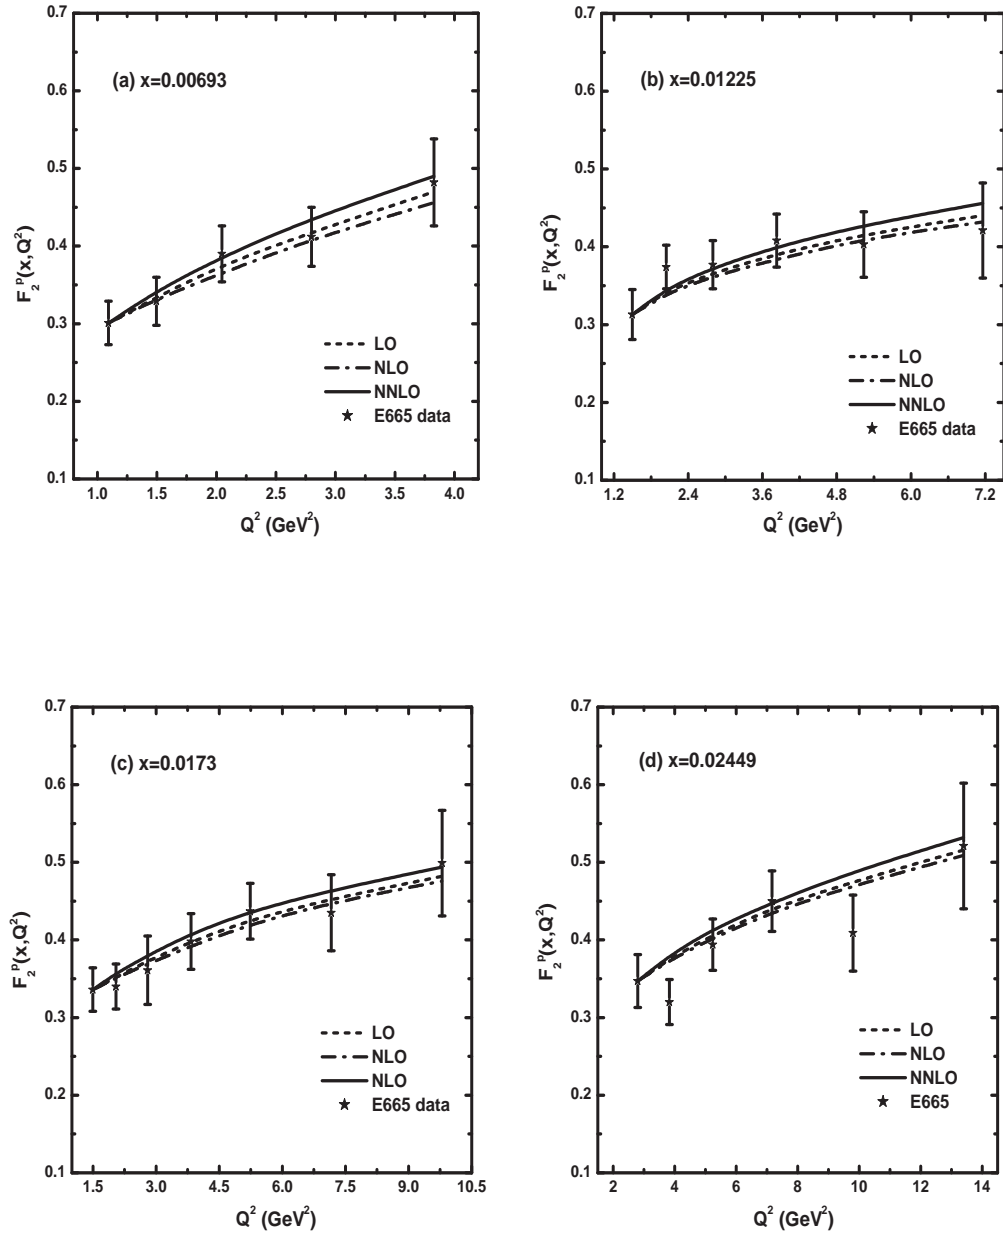 (a) x=0.00693
0.7
0.6
0.5
0.4
0.3
0.2
0.1
F₂ᵖ(x,Q²)
LO
NLO
NNLO
E665 data
1.0 1.5 2.0 2.5 3.0 3.5 4.0
Q² (GeV²)
(b) x=0.01225
0.7
0.6
0.5
0.4
0.3
0.2
0.1
F₂ᵖ(x,Q²)
LO
NLO
NNLO
E665 data
1.2 2.4 3.6 4.8 6.0 7.2
Q² (GeV²)
(c) x=0.0173
0.7
0.6
0.5
0.4
0.3
0.2
0.1
F₂ᵖ(x,Q²)
LO
NLO
NLO
E665 data
1.5 3.0 4.5 6.0 7.5 9.0 10.5
Q² (GeV²)
(d) x=0.02449
0.7
0.6
0.5
0.4
0.3
0.2
0.1
F₂ᵖ(x,Q²)
LO
NLO
NNLO
E665
2 4 6 8 10 12 14
Q² (GeV²)